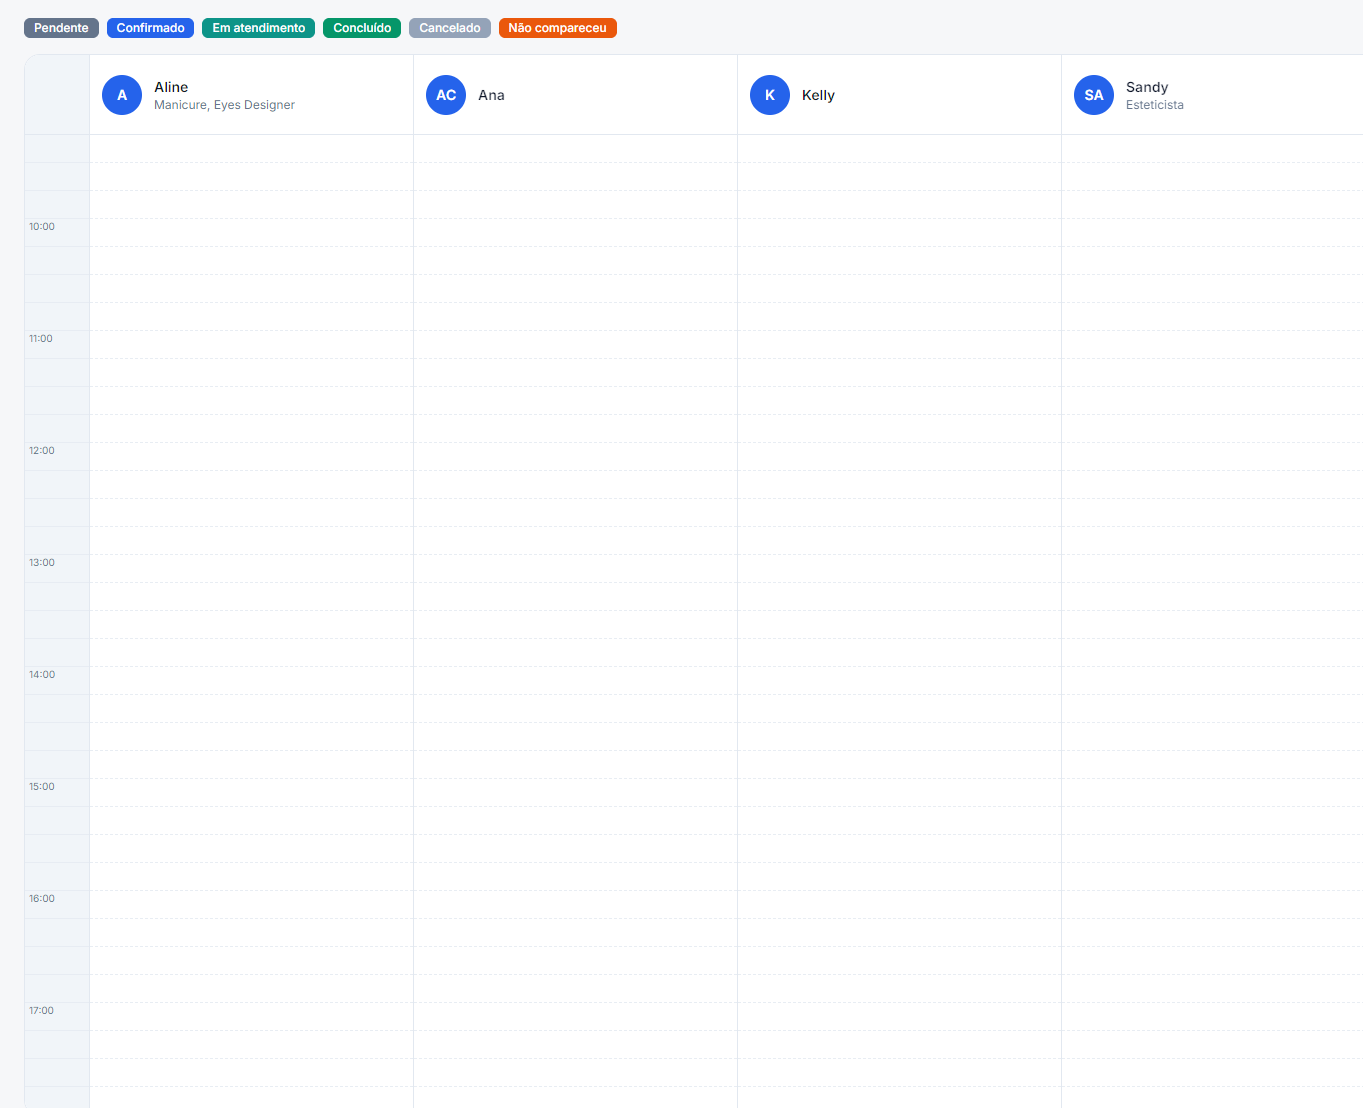 Pendente Confirmado Em atendimento Concluído Cancelado Não compareceu
A Aline
Manicure, Eyes Designer
AC Ana
K Kelly
SA Sandy
Esteticista
10:00
11:00
12:00
13:00
14:00
15:00
16:00
17:00